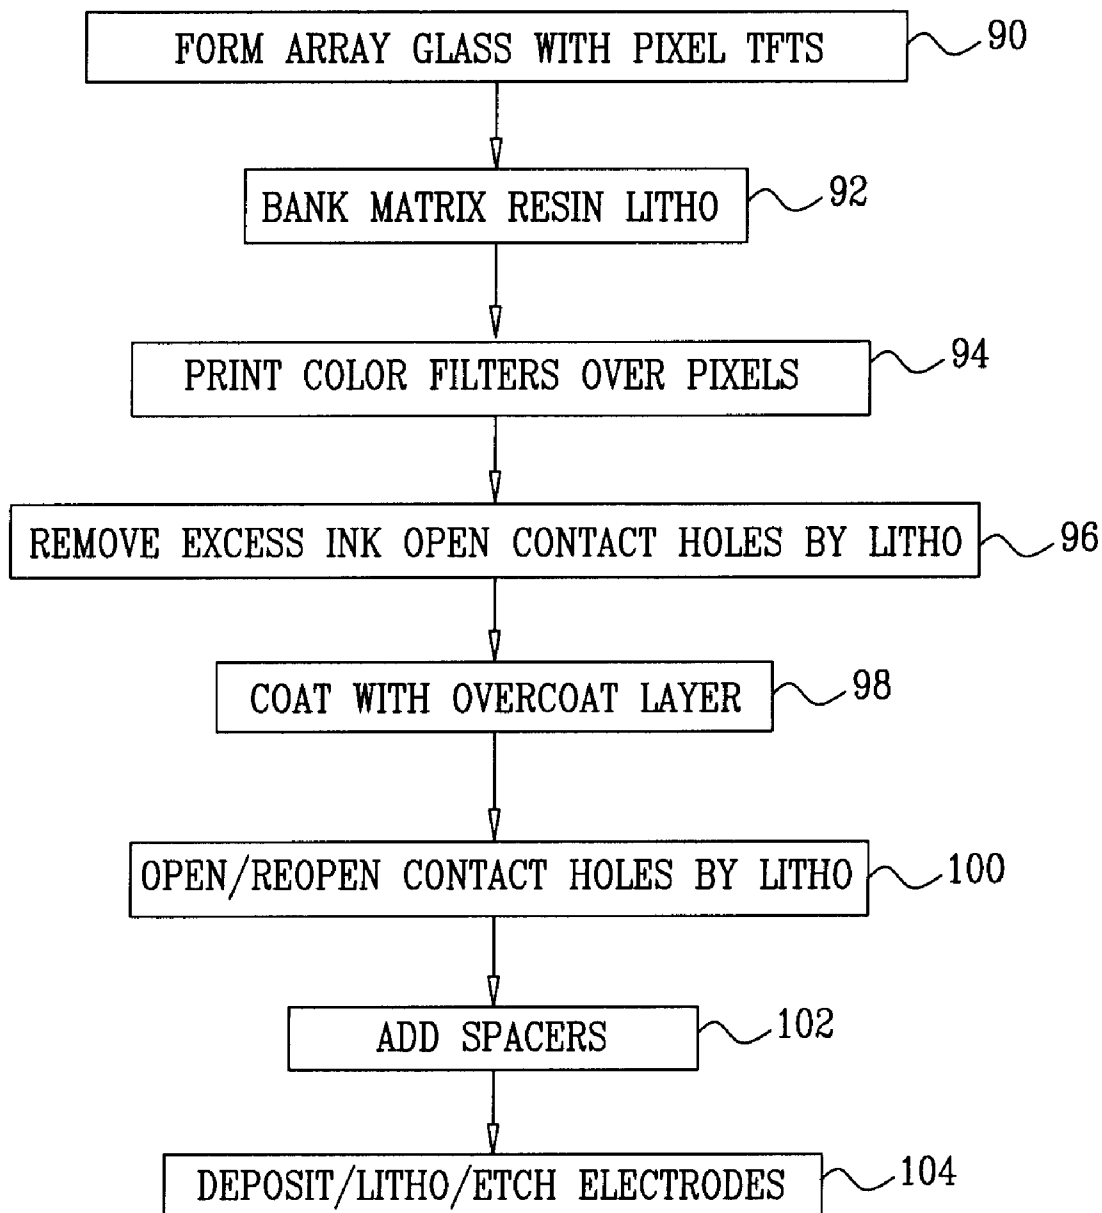 FORM ARRAY GLASS WITH PIXEL TFTS
90
BANK MATRIX RESIN LITHO
92
PRINT COLOR FILTERS OVER PIXELS
94
REMOVE EXCESS INK OPEN CONTACT HOLES BY LITHO
96
COAT WITH OVERCOAT LAYER
98
OPEN/REOPEN CONTACT HOLES BY LITHO
100
ADD SPACERS
102
DEPOSIT/LITHO/ETCH ELECTRODES
104